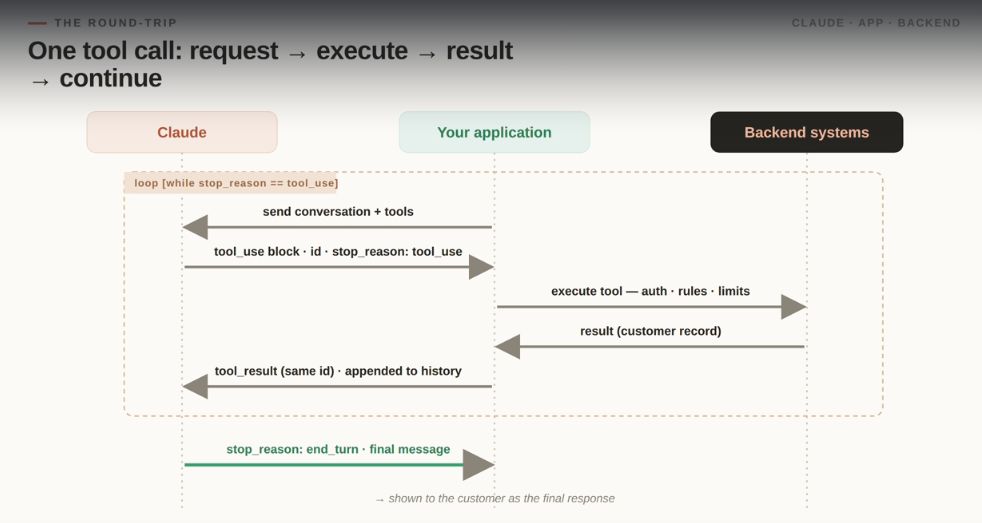 THE ROUND-TRIP
CLAUDE · APP · BACKEND
One tool call: request → execute → result
→ continue
Claude
Your application
Backend systems
loop [while stop_reason == tool_use]
send conversation + tools
tool_use block · id · stop_reason: tool_use
execute tool — auth · rules · limits
result (customer record)
tool_result (same id) · appended to history
stop_reason: end_turn · final message
→ shown to the customer as the final response